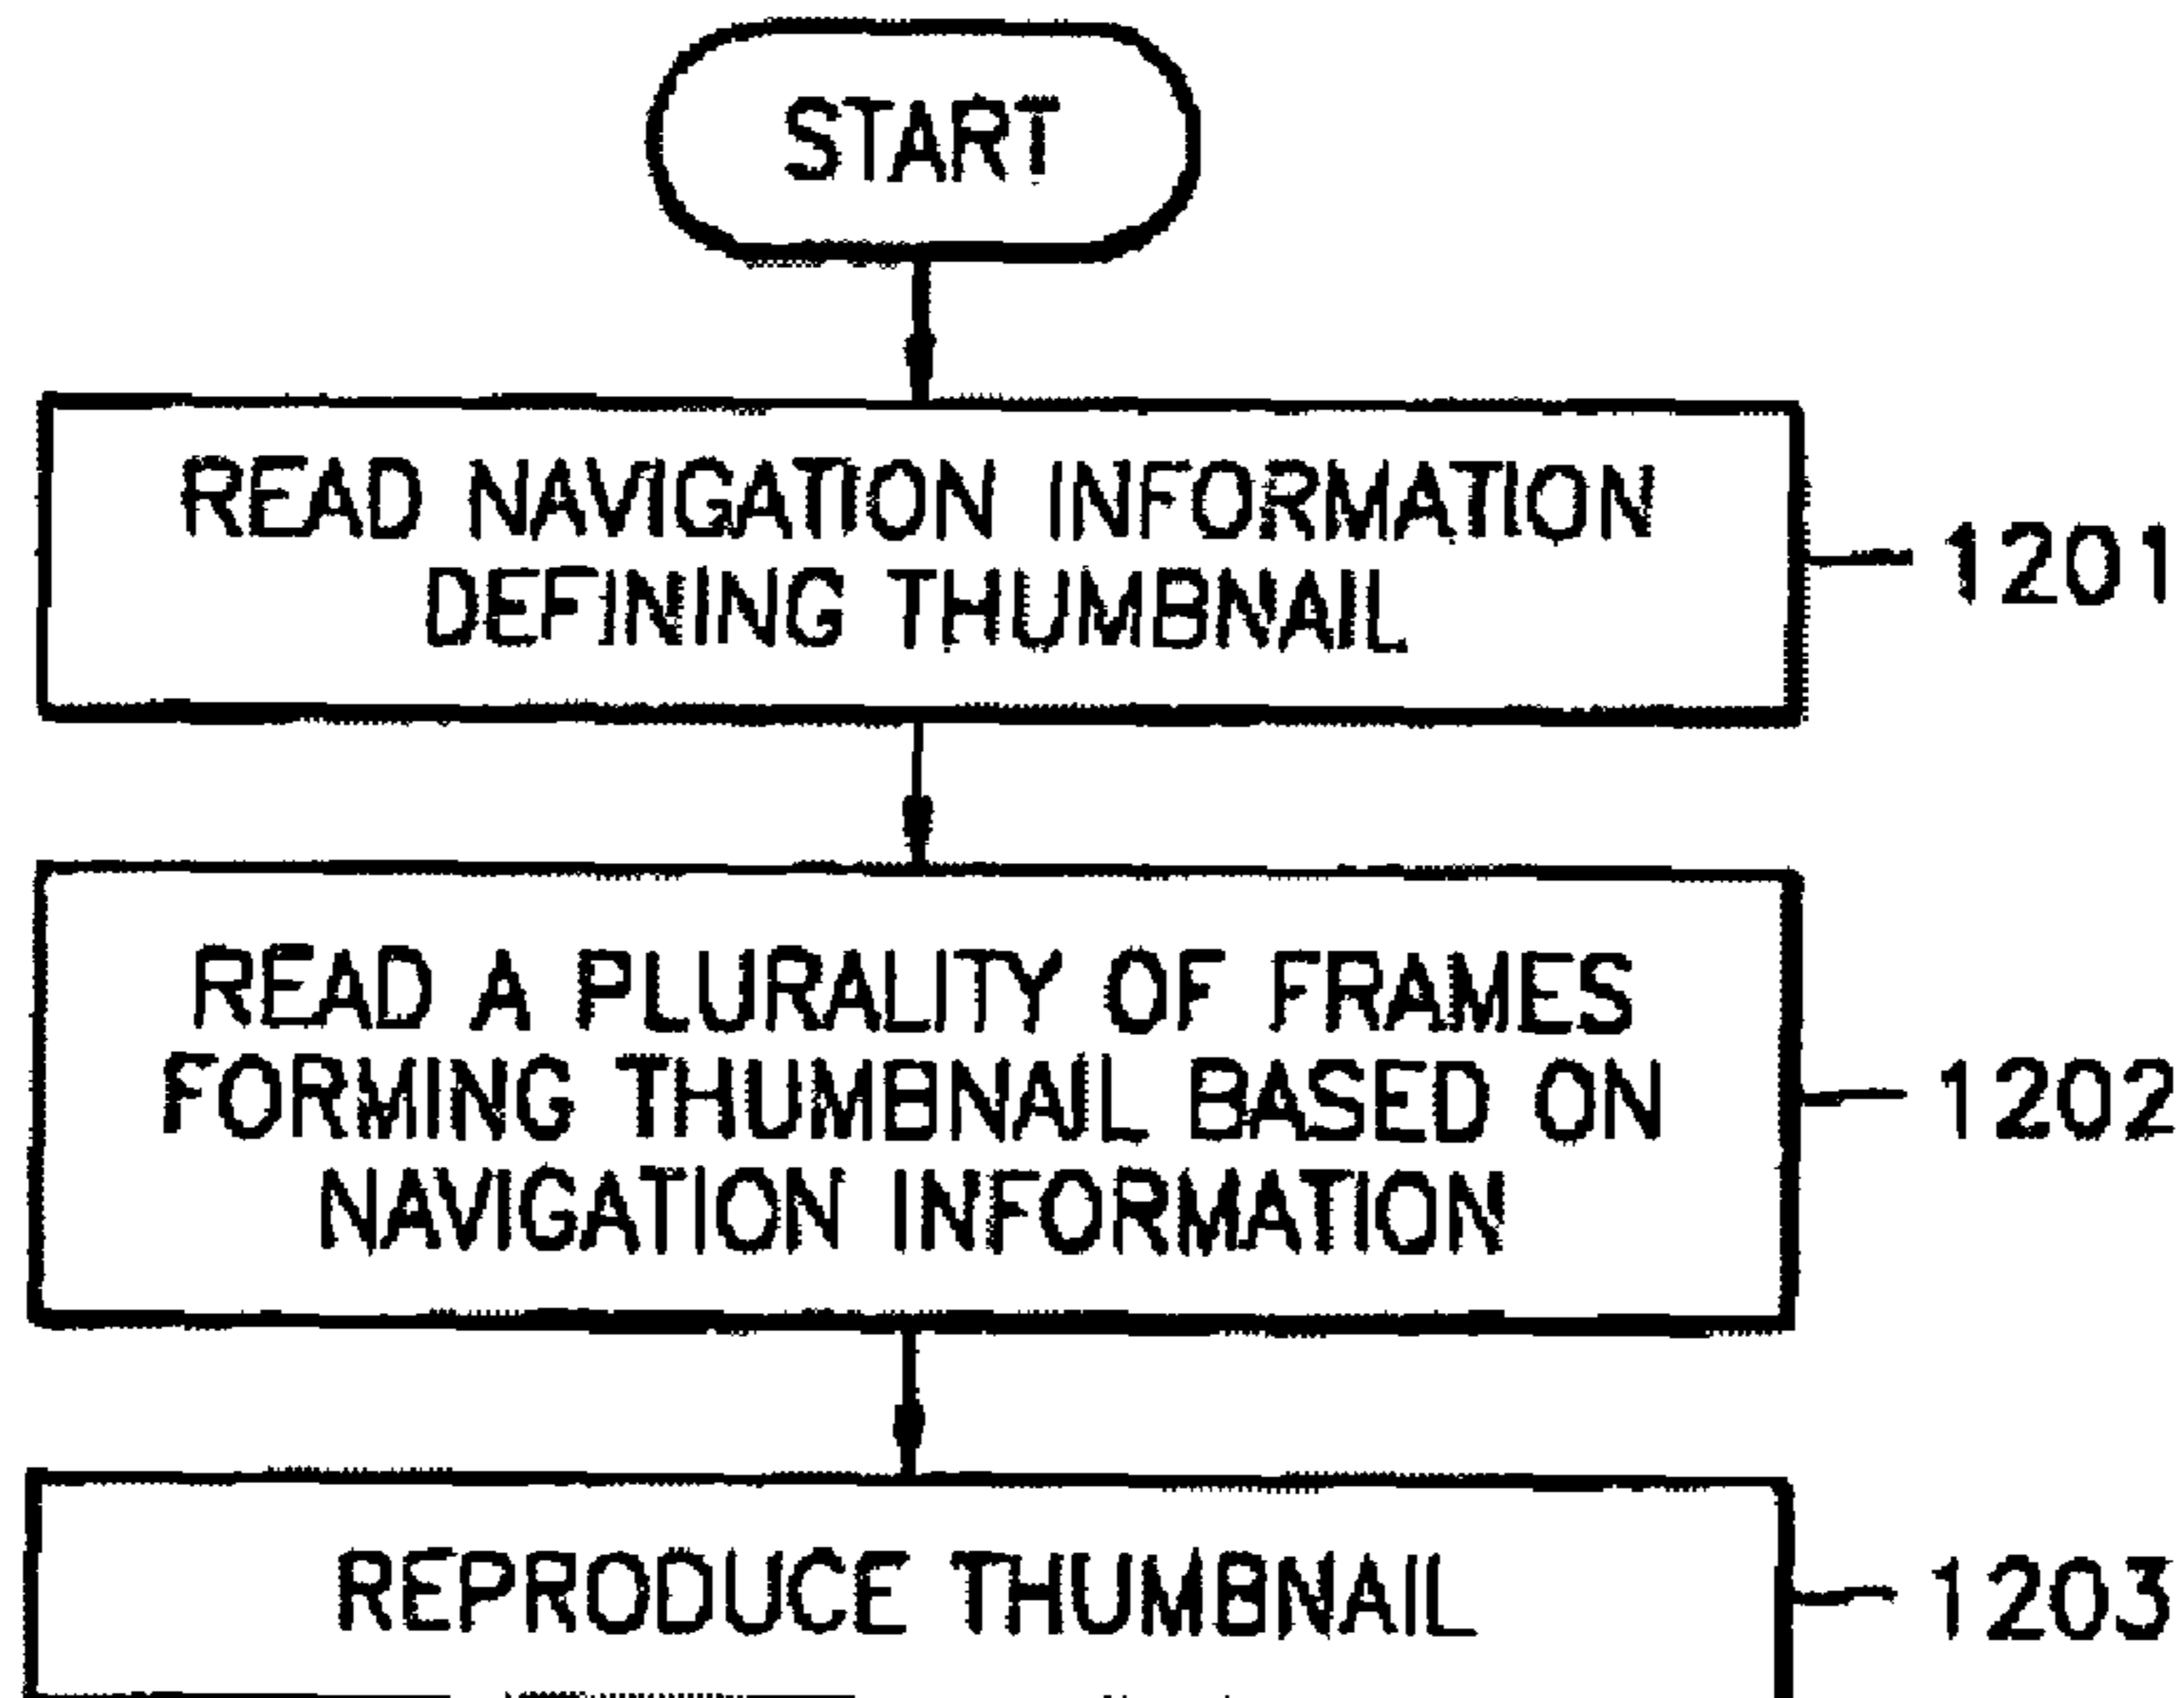 START
READ NAVIGATION INFORMATION
DEFINING THUMBNAIL
1201
READ A PLURALITY OF FRAMES
FORMING THUMBNAIL BASED ON
NAVIGATION INFORMATION
1202
REPRODUCE THUMBNAIL
1203